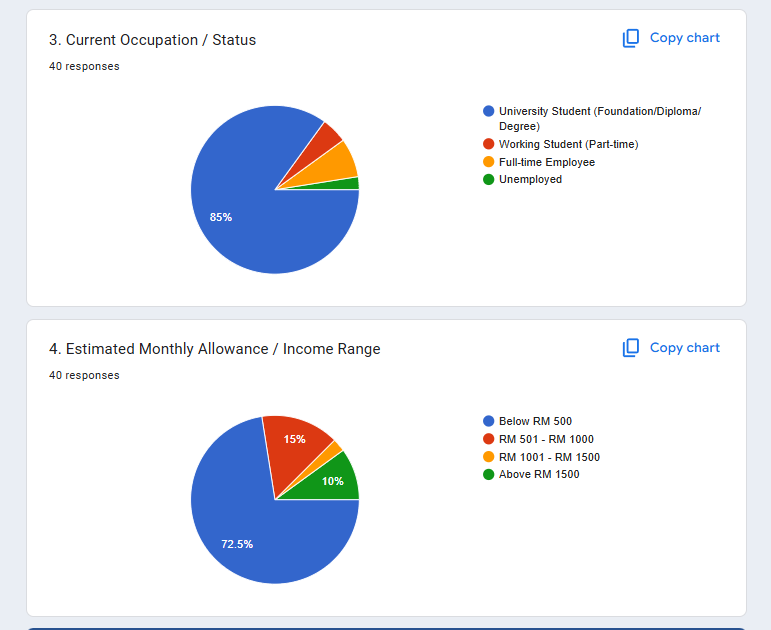 3. Current Occupation / Status
Copy chart
40 responses
University Student (Foundation/Diploma/
Degree)
Working Student (Part-time)
Full-time Employee
Unemployed
85%
4. Estimated Monthly Allowance / Income Range
Copy chart
40 responses
Below RM 500
RM 501 - RM 1000
RM 1001 - RM 1500
Above RM 1500
15%
10%
72.5%